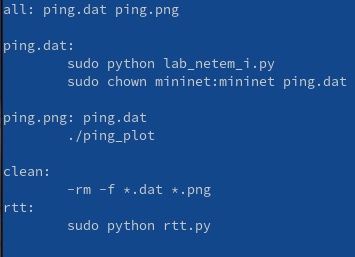 all: ping.dat ping.png
ping.dat:
sudo python lab_netem_i.py
sudo chown mininet:mininet ping.dat
ping.png: ping.dat
./ping_plot
clean:
-rm -f *.dat *.png
rtt:
sudo python rtt.py